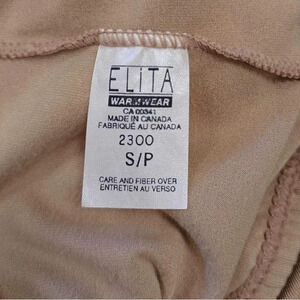 ELITA
WARMWEAR
CA 00341
MADE IN CANADA
FABRIQUÉ AU CANADA
2300
S/P
CARE AND FIBER OVER
ENTRETIEN AU VERSO